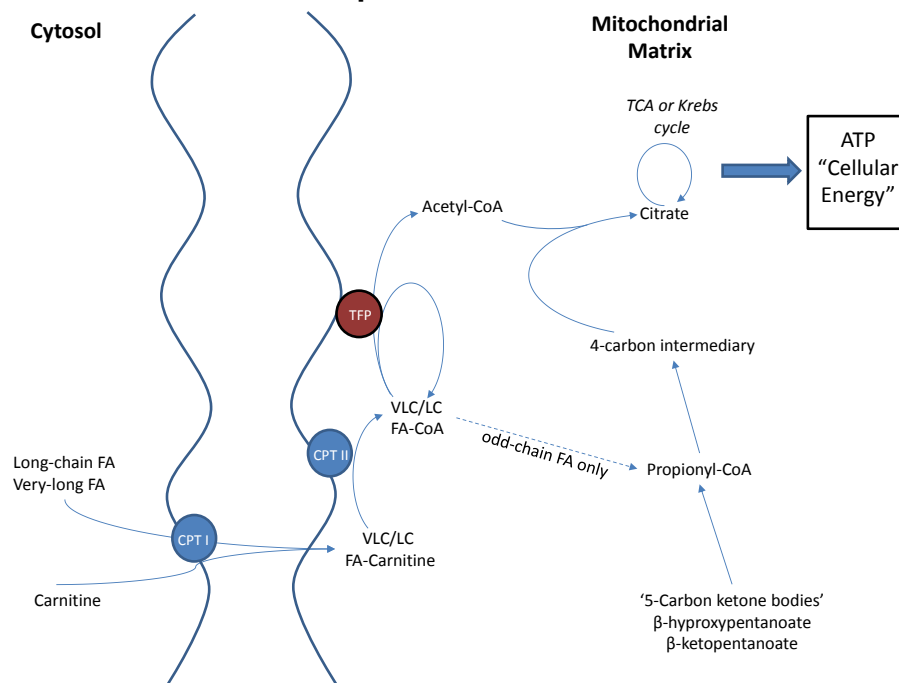 Cytosol
Mitochondrial
Matrix
TCA or Krebs
cycle
ATP
“Cellular
Energy”
Acetyl-CoA
Citrate
TFP
4-carbon intermediary
VLC/LC
FA-CoA
odd-chain FA only
CPT II
Propionyl-CoA
Long-chain FA
Very-long FA
CPT I
VLC/LC
FA-Carnitine
Carnitine
‘5-Carbon ketone bodies’
β-hyproxypentanoate
β-ketopentanoate